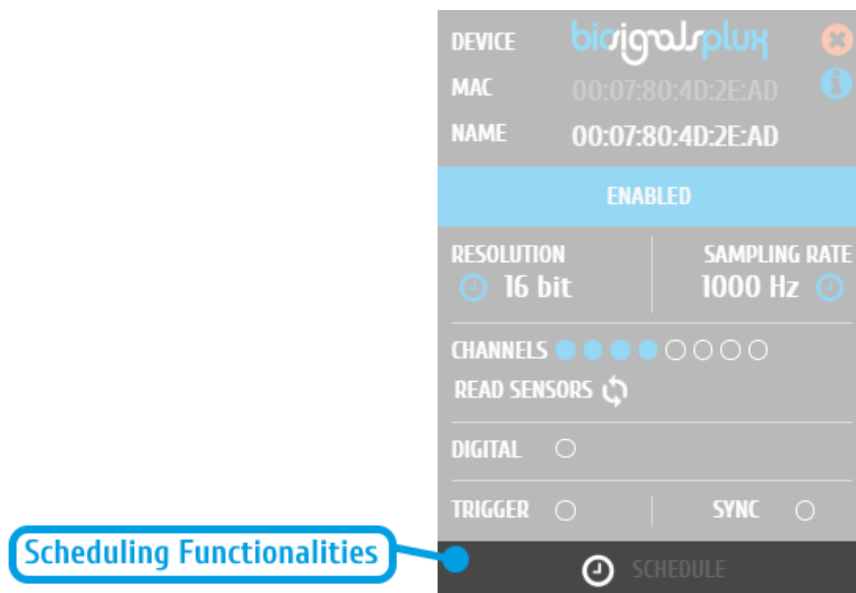 DEVICE biosignalsplux
MAC 00:07:80:4D:2E:AD
NAME 00:07:80:4D:2E:AD
ENABLED
RESOLUTION SAMPLING RATE
16 bit 1000 Hz
CHANNELS
READ SENSORS
DIGITAL
TRIGGER SYNC
Scheduling Functionalities
SCHEDULE